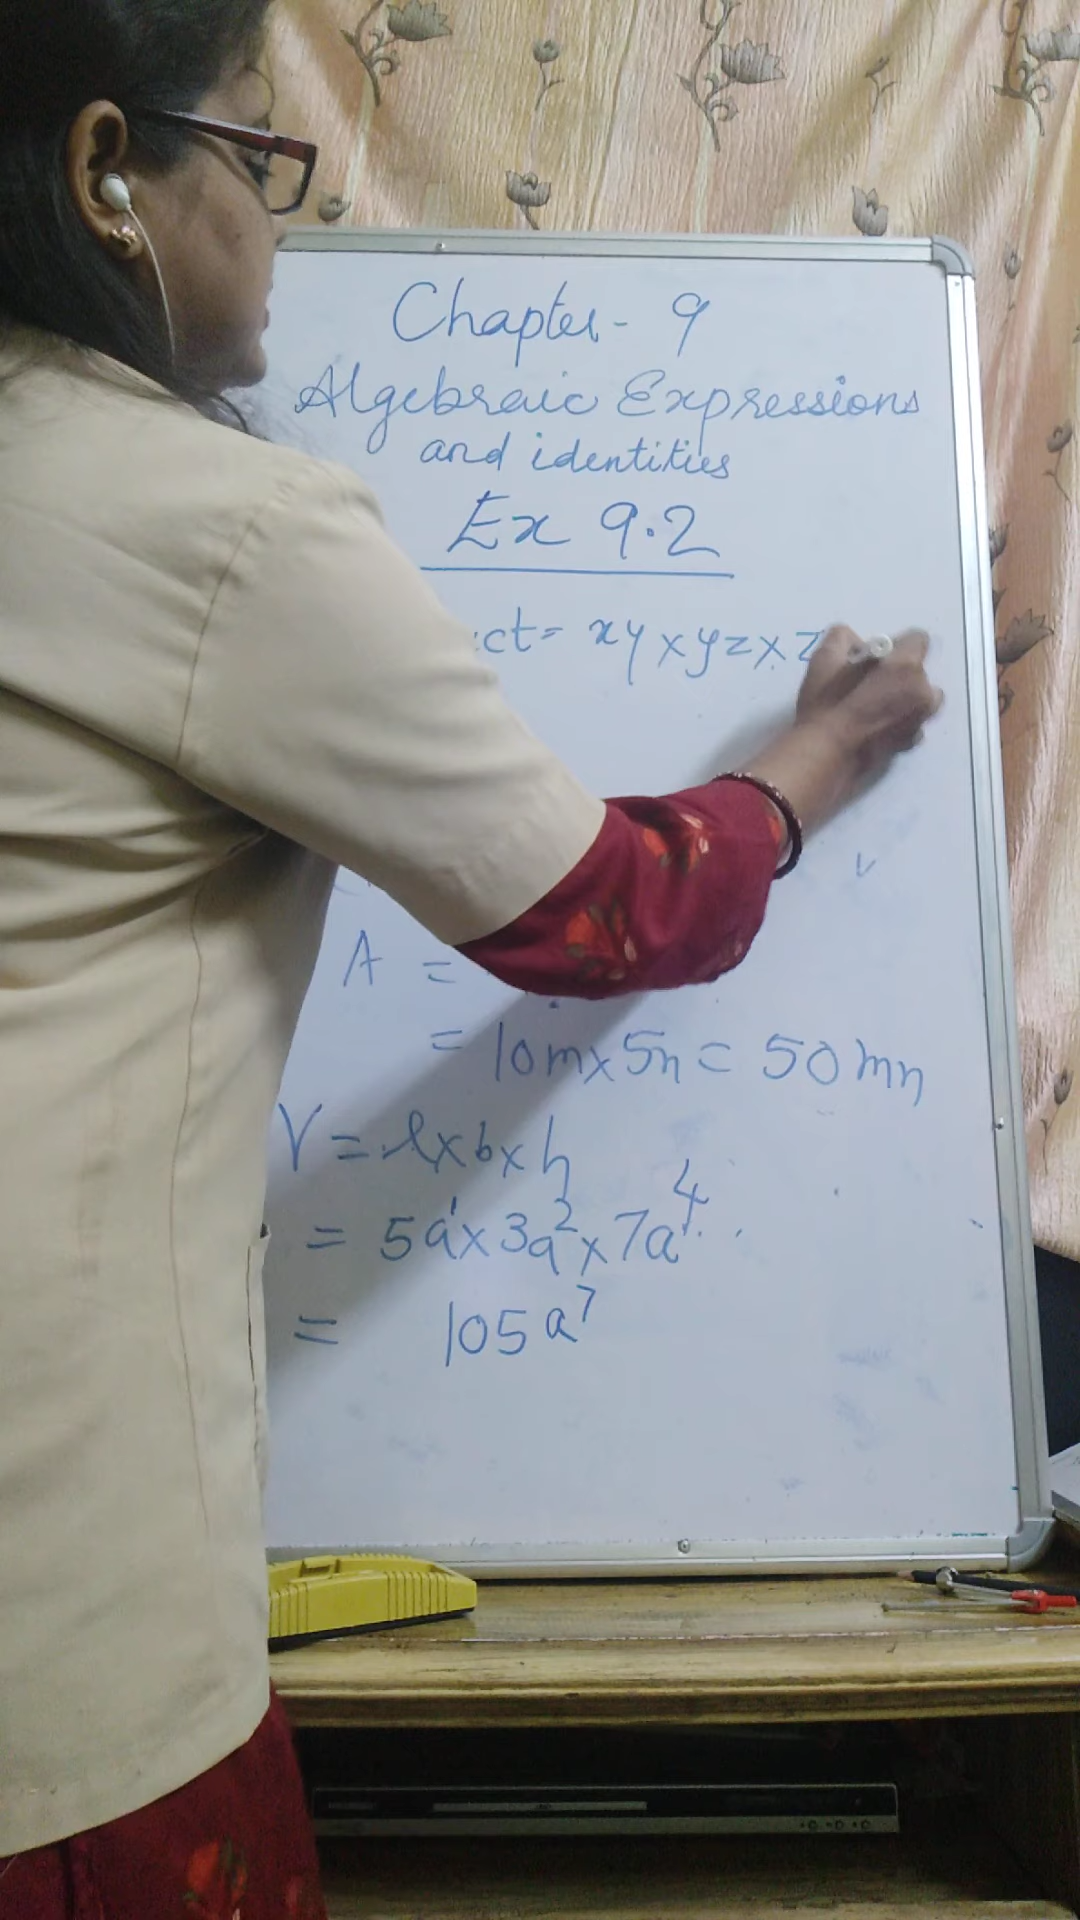 Chapter - 9
Algebraic Expressions
and identities
Ex 9.2
ct = xy × yz × z
A =
= 10m × 5n = 50 mn
V = l × b × h
= 5a¹ × 3a² × 7a⁴
= 105 a⁷